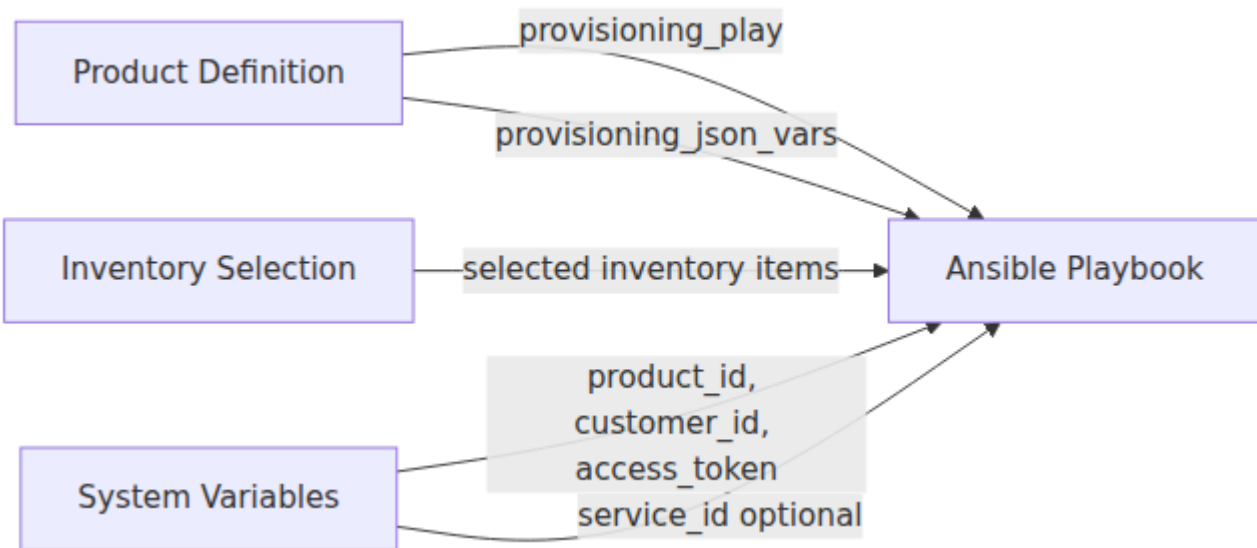 provisioning_play
Product Definition
provisioning_json_vars
Inventory Selection
selected inventory items
Ansible Playbook
product_id,
customer_id,
access_token
System Variables
service_id optional